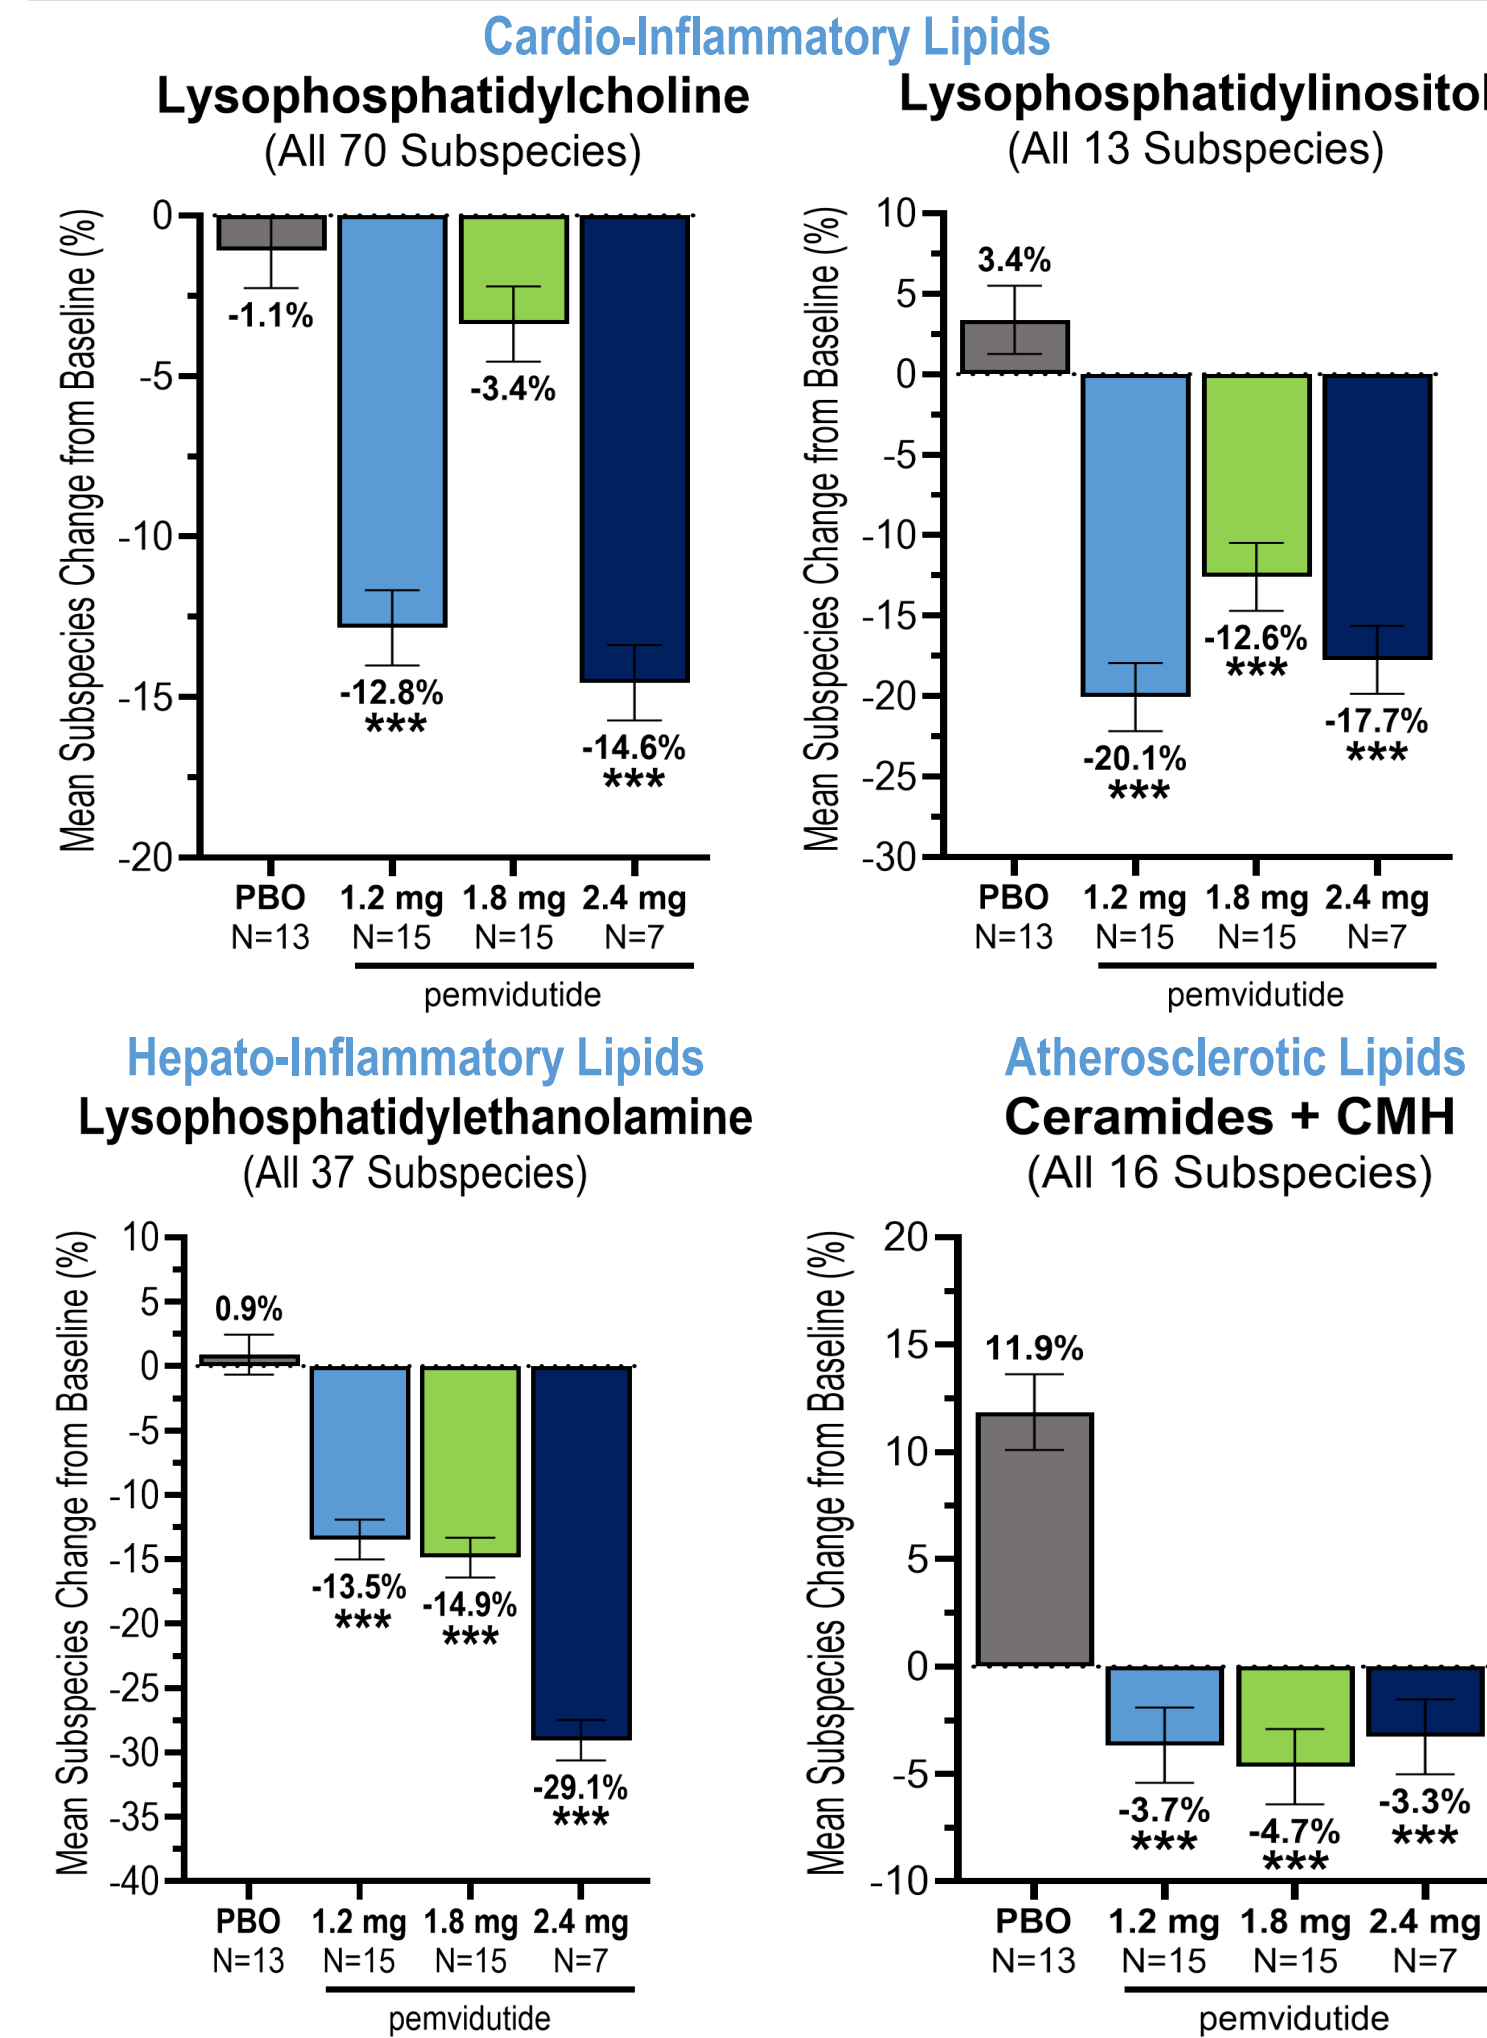 Cardio-Inflammatory Lipids
Lysophosphatidylcholine
(All 70 Subspecies)
Mean Subspecies Change from Baseline (%)
0
-5
-10
-15
-20
-1.1%
-12.8%
***
-3.4%
-14.6%
***
PBO 1.2 mg 1.8 mg 2.4 mg
N=13 N=15 N=15 N=7
pemvidutide
Lysophosphatidylinositol
(All 13 Subspecies)
Mean Subspecies Change from Baseline (%)
10
5
0
-5
-10
-15
-20
-25
-30
3.4%
-20.1%
***
-12.6%
***
-17.7%
***
PBO 1.2 mg 1.8 mg 2.4 mg
N=13 N=15 N=15 N=7
pemvidutide
Hepato-Inflammatory Lipids
Lysophosphatidylethanolamine
(All 37 Subspecies)
Mean Subspecies Change from Baseline (%)
10
5
0
-5
-10
-15
-20
-25
-30
-35
-40
0.9%
-13.5%
***
-14.9%
***
-29.1%
***
PBO 1.2 mg 1.8 mg 2.4 mg
N=13 N=15 N=15 N=7
pemvidutide
Atherosclerotic Lipids
Ceramides + CMH
(All 16 Subspecies)
Mean Subspecies Change from Baseline (%)
20
15
10
5
0
-5
-10
11.9%
-3.7%
***
-4.7%
***
-3.3%
***
PBO 1.2 mg 1.8 mg 2.4 mg
N=13 N=15 N=15 N=7
pemvidutide